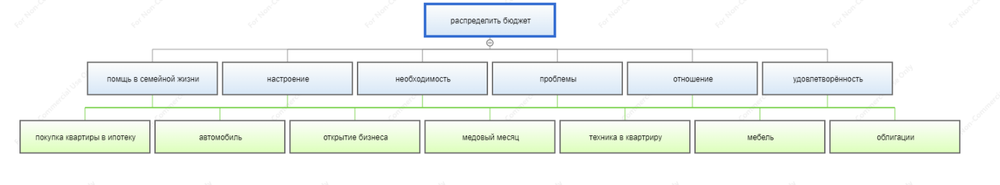 распределить бюджет
помщь в семейной жизни
настроение
необходимость
проблемы
отношение
удовлетворённость
покупка квартиры в ипотеку
автомобиль
открытие бизнеса
медовый месяц
техника в квартриру
мебель
облигации